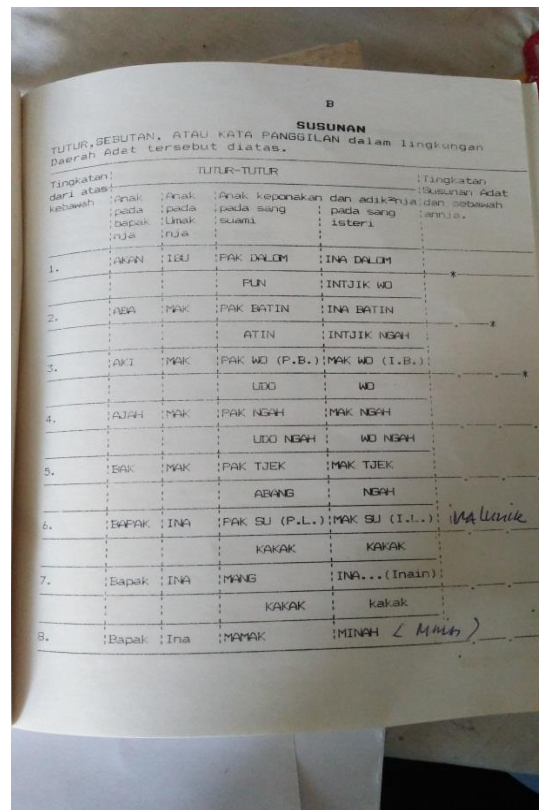 B
SUSUNAN
TUTUR,SEBUTAN, ATAU KATA PANGGILAN dalam lingkungan
Daerah Adat tersebut diatas.
Tingkatan TUTUR-TUTUR Tingkatan
dari atas Susunan Adat
kebawah Anak Anak Anak keponakan dan adik²nja dan sebawah
pada pada pada sang pada sang annja.
bapak Umak suami isteri
nja nja
1. AKAN IBU PAK DALOM INA DALOM
PUN INTJIK WO *
2. ABA MAK PAK BATIN INA BATIN
ATIN INTJIK NGAH *
3. AKI MAK PAK WO (P.B.) MAK WO (I.B.)
UDO WO *
4. AJAH MAK PAK NGAH MAK NGAH
UDO NGAH WO NGAH
5. BAK MAK PAK TJEK MAK TJEK
ABANG NGAH
6. BAPAK INA PAK SU (P.L.) MAK SU (I.L.)
KAKAK KAKAK
7. Bapak INA MANG INA...(Inain)
KAKAK kakak
8. Bapak Ina MAMAK MINAH